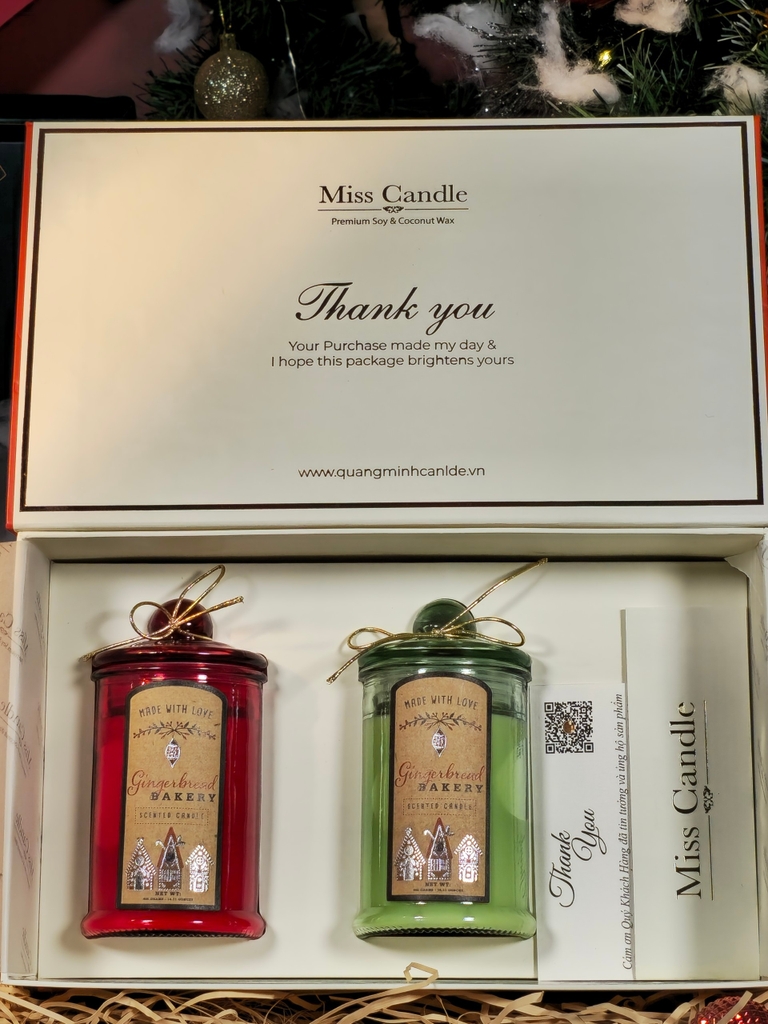 Miss Candle
Premium Soy & Coconut Wax
Thank you
Your Purchase made my day &
I hope this package brightens yours
www.quangminhcanlde.vn
MADE WITH LOVE
Gingerbread
BAKERY
SCENTED CANDLE
NET WT:
MADE WITH LOVE
Gingerbread
BAKERY
SCENTED CANDLE
NET WT:
Thank
You
Cảm ơn Quý Khách Hàng đã tin tưởng và ủng hộ sản phẩm
Miss Candle